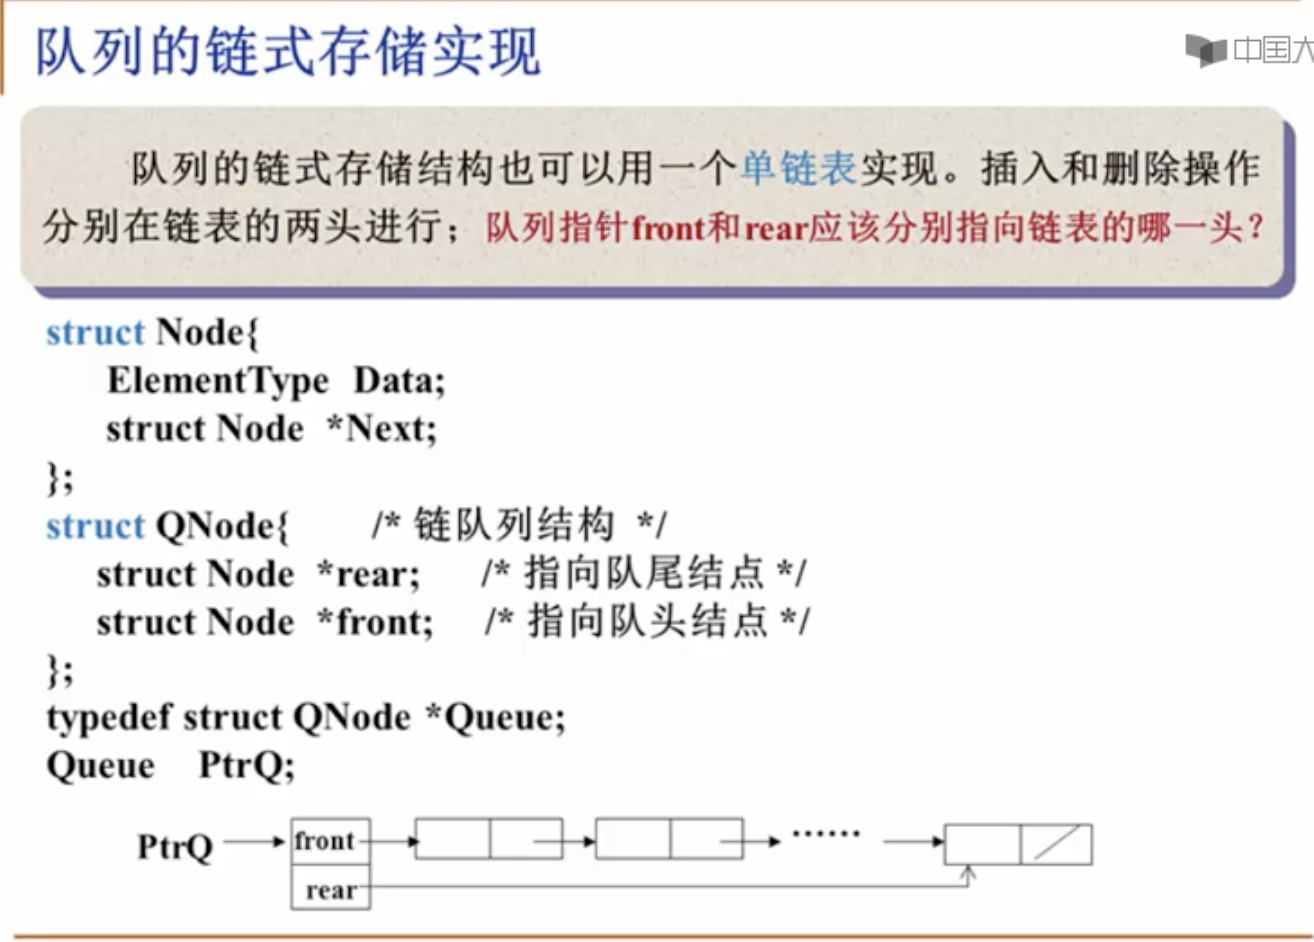 队列的链式存储实现
中国大
队列的链式存储结构也可以用一个单链表实现。插入和删除操作
分别在链表的两头进行；队列指针front和rear应该分别指向链表的哪一头？
struct Node{
ElementType Data;
struct Node *Next;
};
struct QNode{ /* 链队列结构 */
struct Node *rear; /* 指向队尾结点 */
struct Node *front; /* 指向队头结点 */
};
typedef struct QNode *Queue;
Queue PtrQ;
PtrQ front ······
rear